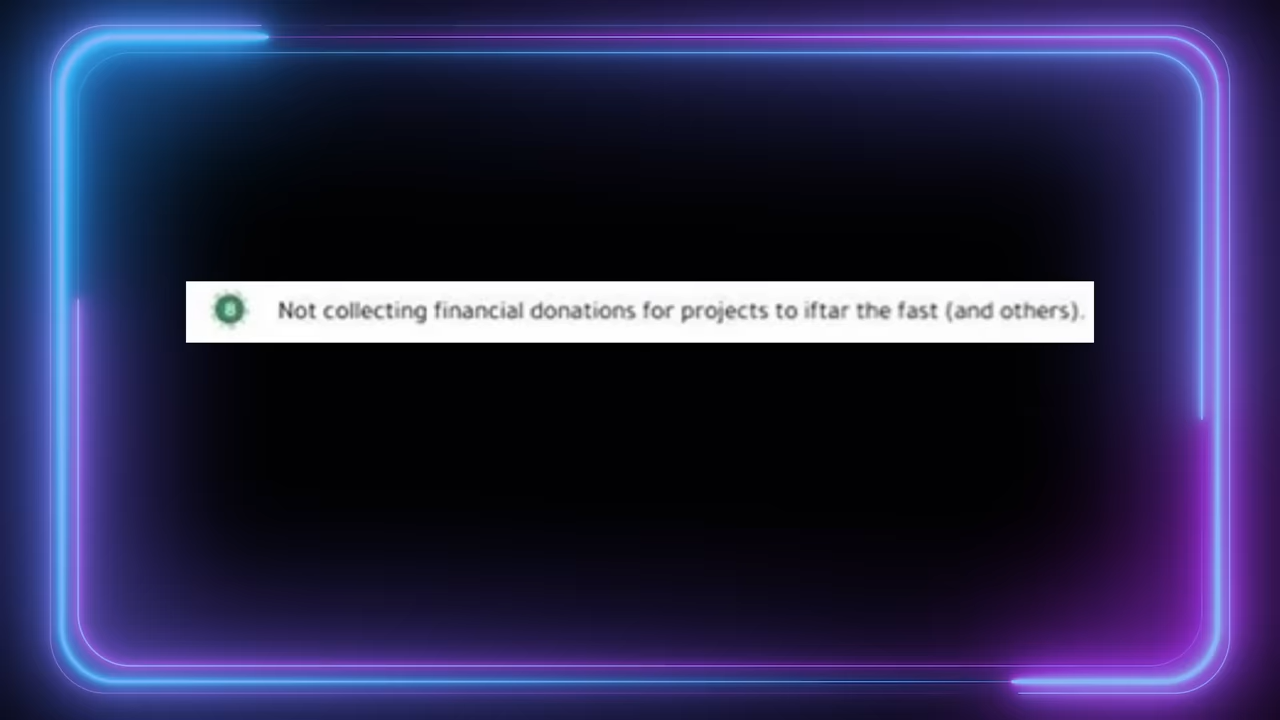 8 Not collecting financial donations for projects to iftar the fast (and others).